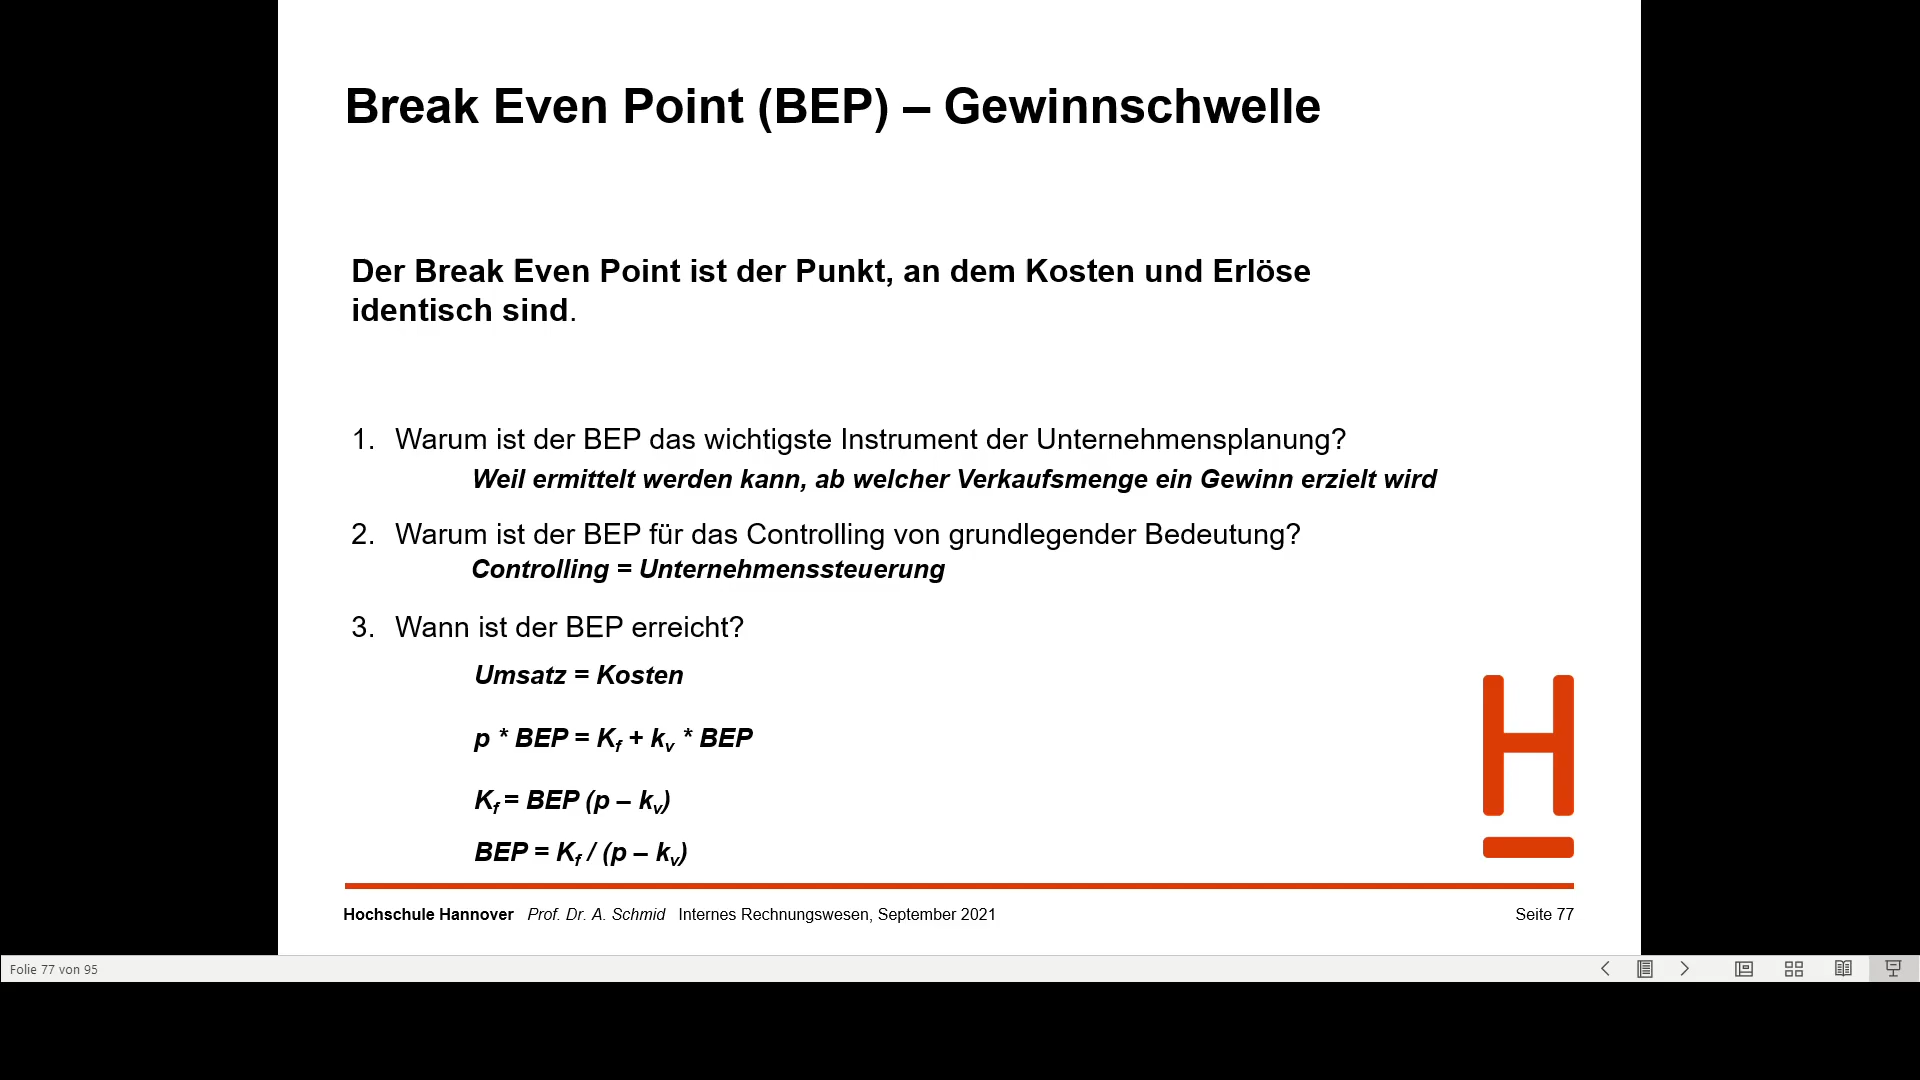 Break Even Point (BEP) – Gewinnschwelle
Der Break Even Point ist der Punkt, an dem Kosten und Erlöse
identisch sind.
1. Warum ist der BEP das wichtigste Instrument der Unternehmensplanung?
Weil ermittelt werden kann, ab welcher Verkaufsmenge ein Gewinn erzielt wird
2. Warum ist der BEP für das Controlling von grundlegender Bedeutung?
Controlling = Unternehmenssteuerung
3. Wann ist der BEP erreicht?
Umsatz = Kosten
p * BEP = Kf + kv * BEP
Kf = BEP (p – kv)
BEP = Kf / (p – kv)
H
Hochschule Hannover Prof. Dr. A. Schmid Internes Rechnungswesen, September 2021 Seite 77
Folie 77 von 95